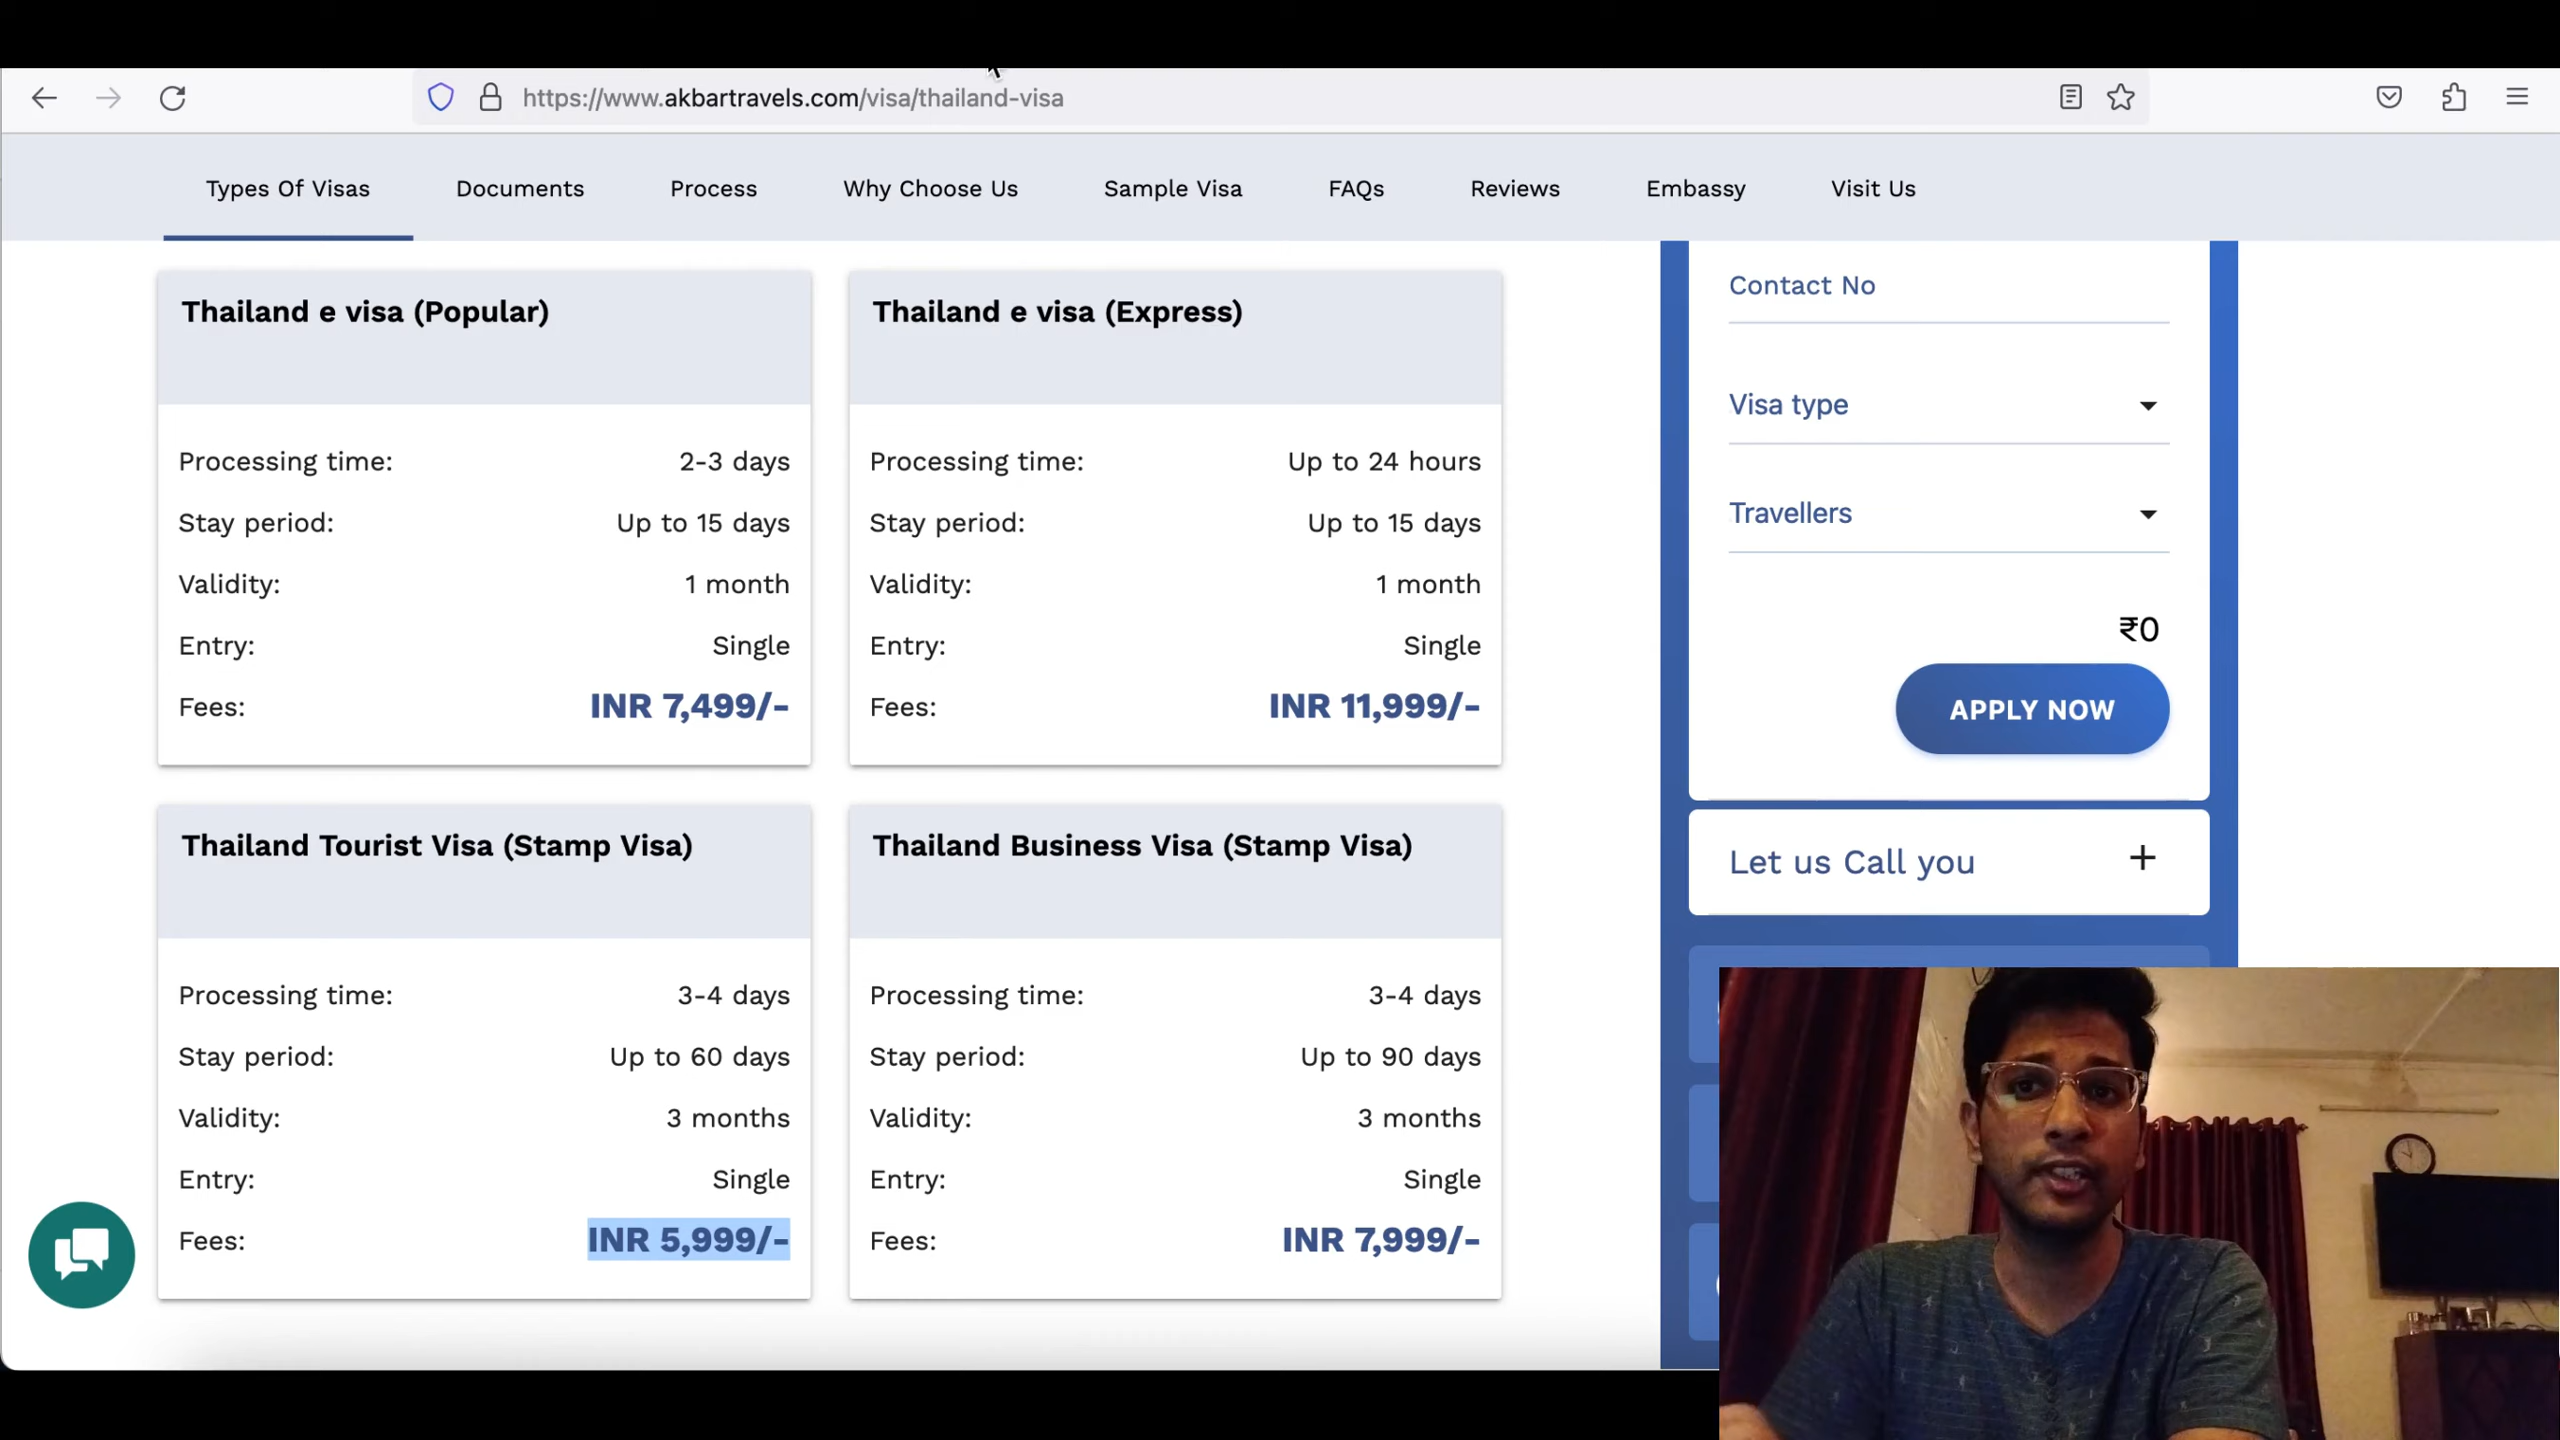 https://www.akbartravels.com/visa/thailand-visa
Types Of Visas Documents Process Why Choose Us Sample Visa FAQs Reviews Embassy Visit Us
Thailand e visa (Popular)
Processing time: 2-3 days
Stay period: Up to 15 days
Validity: 1 month
Entry: Single
Fees: INR 7,499/-
Thailand e visa (Express)
Processing time: Up to 24 hours
Stay period: Up to 15 days
Validity: 1 month
Entry: Single
Fees: INR 11,999/-
Thailand Tourist Visa (Stamp Visa)
Processing time: 3-4 days
Stay period: Up to 60 days
Validity: 3 months
Entry: Single
Fees: INR 5,999/-
Thailand Business Visa (Stamp Visa)
Processing time: 3-4 days
Stay period: Up to 90 days
Validity: 3 months
Entry: Single
Fees: INR 7,999/-
Contact No
Visa type
Travellers
₹0
APPLY NOW
Let us Call you +